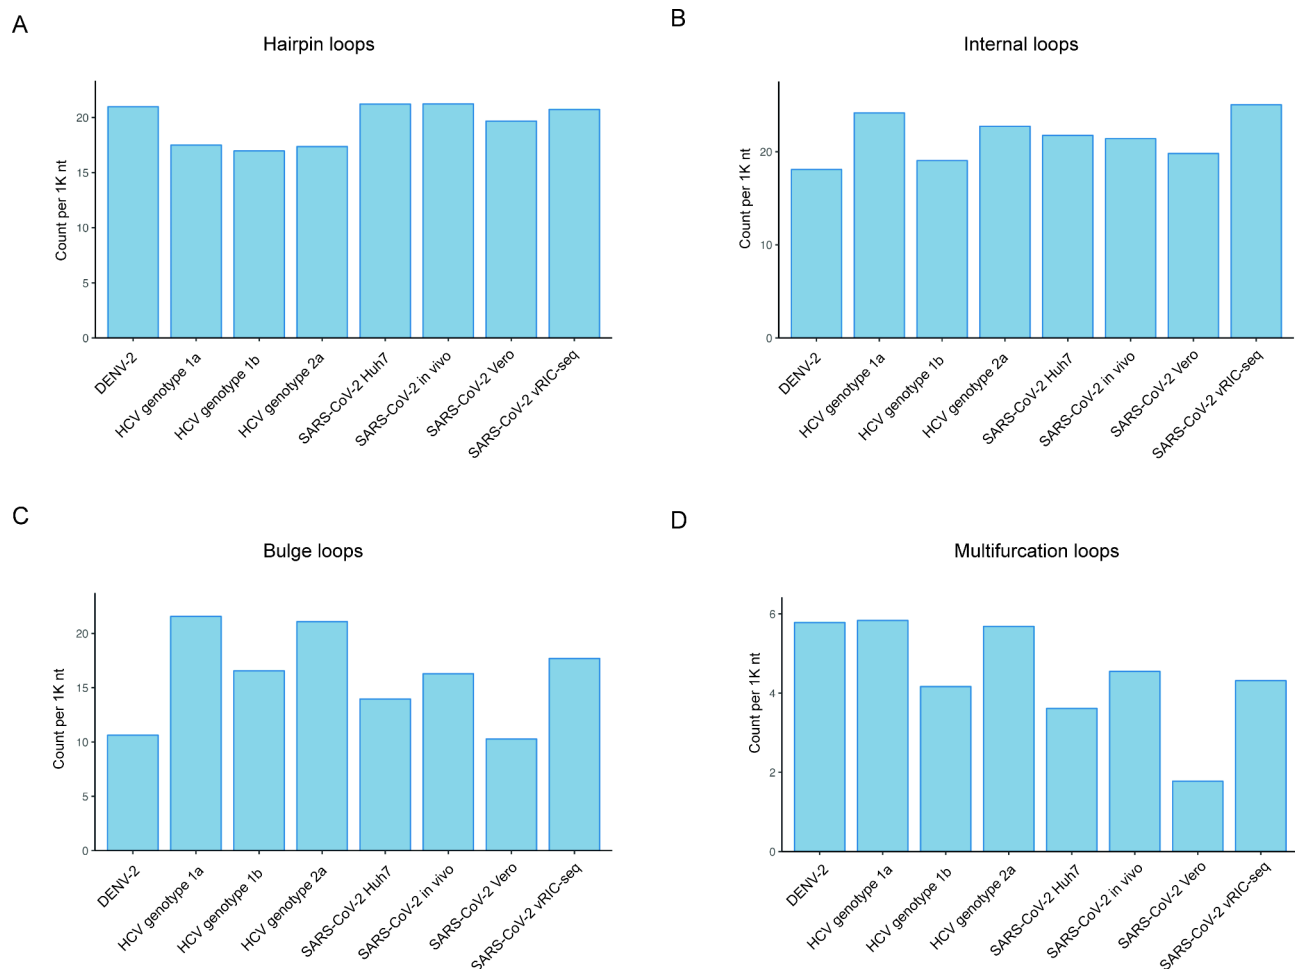 A
Hairpin loops
Count per 1K nt
20
15
10
5
0
DENV-2
HCV genotype 1a
HCV genotype 1b
HCV genotype 2a
SARS-CoV-2 Huh7
SARS-CoV-2 in vivo
SARS-CoV-2 Vero
SARS-CoV-2 vRIC-seq
B
Internal loops
Count per 1K nt
20
10
0
DENV-2
HCV genotype 1a
HCV genotype 1b
HCV genotype 2a
SARS-CoV-2 Huh7
SARS-CoV-2 in vivo
SARS-CoV-2 Vero
SARS-CoV-2 vRIC-seq
C
Bulge loops
Count per 1K nt
20
15
10
5
0
DENV-2
HCV genotype 1a
HCV genotype 1b
HCV genotype 2a
SARS-CoV-2 Huh7
SARS-CoV-2 in vivo
SARS-CoV-2 Vero
SARS-CoV-2 vRIC-seq
D
Multifurcation loops
Count per 1K nt
6
4
2
0
DENV-2
HCV genotype 1a
HCV genotype 1b
HCV genotype 2a
SARS-CoV-2 Huh7
SARS-CoV-2 in vivo
SARS-CoV-2 Vero
SARS-CoV-2 vRIC-seq